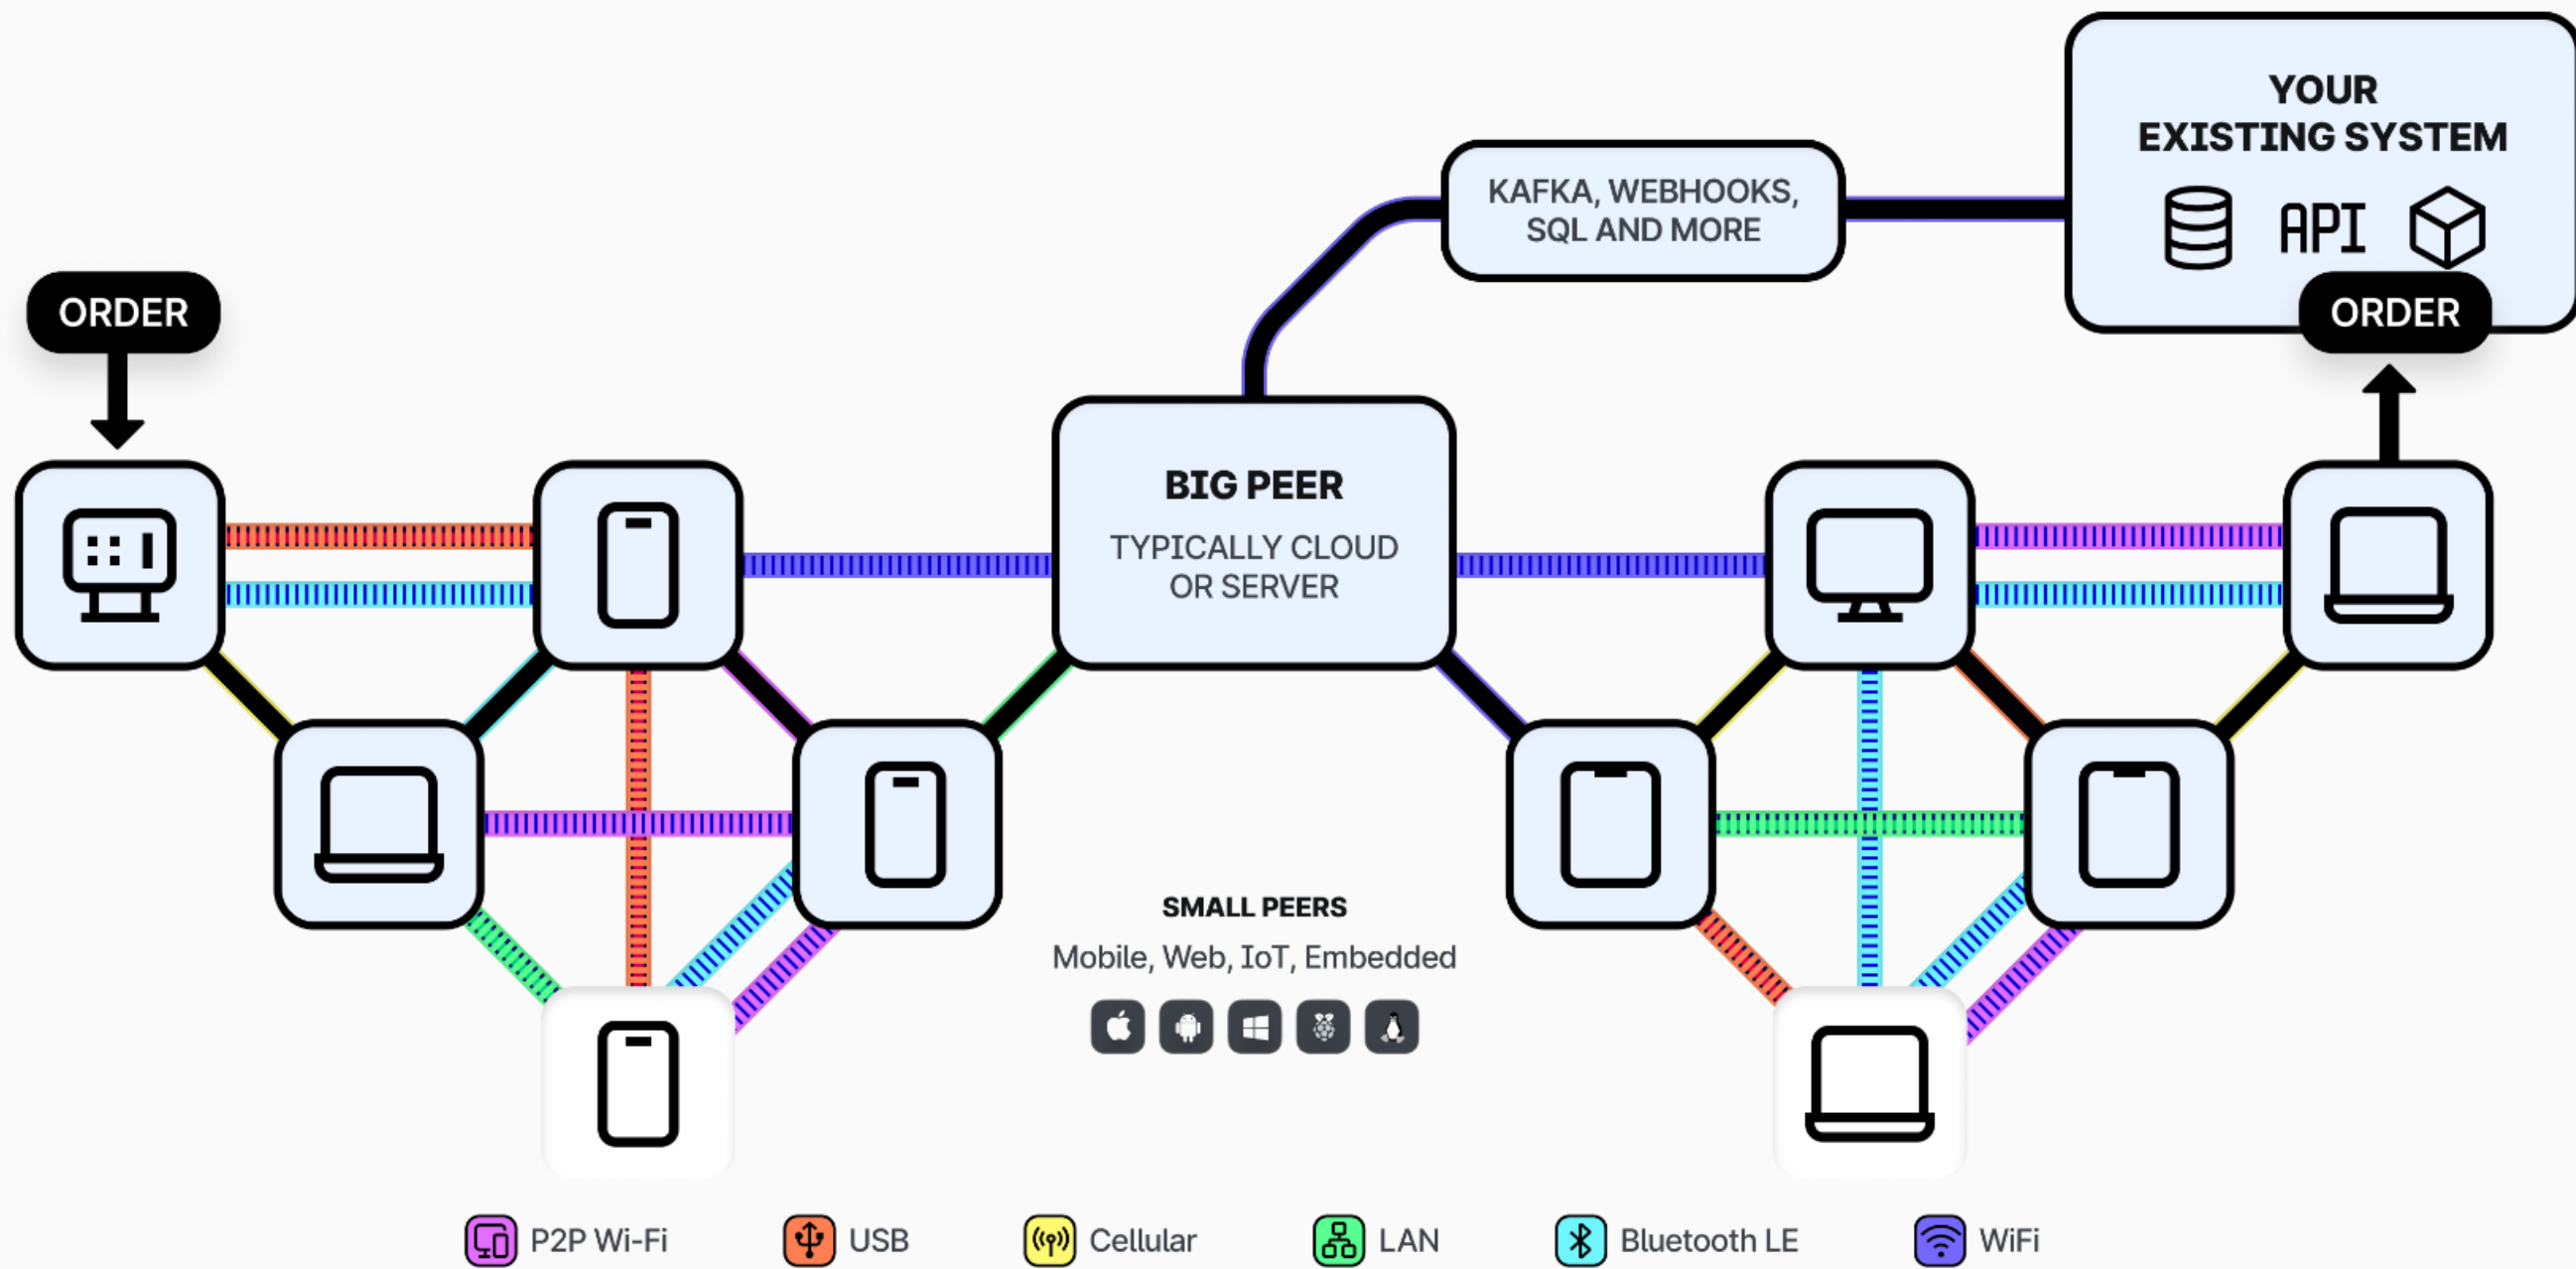 YOUR
EXISTING SYSTEM
API
KAFKA, WEBHOOKS,
SQL AND MORE
ORDER
ORDER
BIG PEER
TYPICALLY CLOUD
OR SERVER
SMALL PEERS
Mobile, Web, IoT, Embedded
P2P Wi-Fi
USB
Cellular
LAN
Bluetooth LE
WiFi